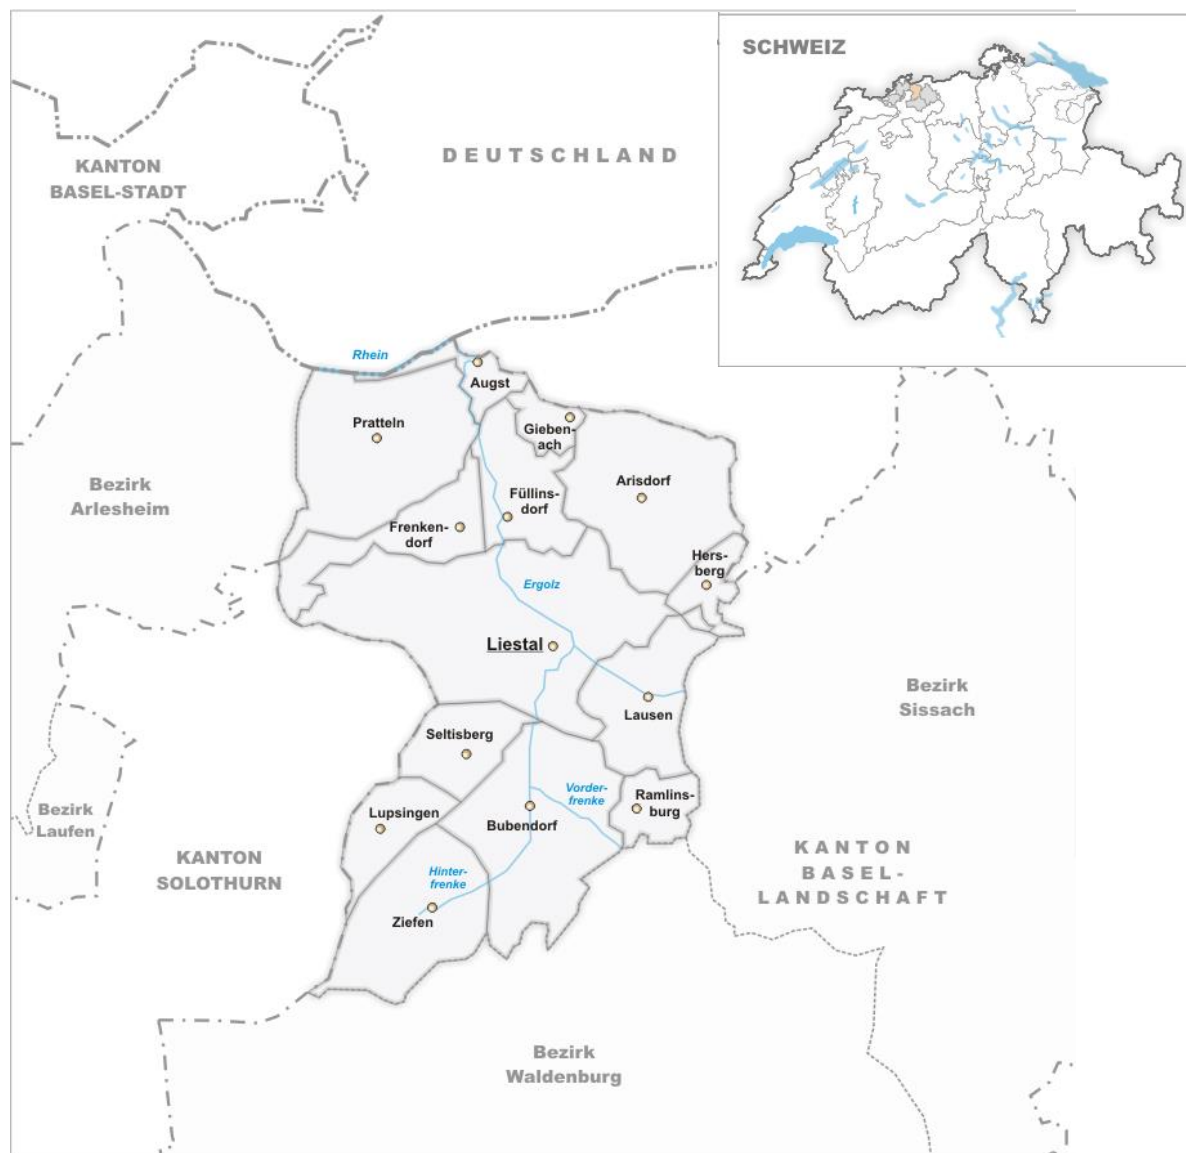 SCHWEIZ
DEUTSCHLAND
KANTON
BASEL-STADT
Rhein
Augst
Pratteln
Gieben-
ach
Arisdorf
Bezirk
Arlesheim
Füllins-
dorf
Frenken-
dorf
Hers-
berg
Ergolz
Liestal
Bezirk
Sissach
Lausen
Seltisberg
Vorder-
frenke
Ramlins-
burg
Bezirk
Laufen
Lupsingen
Bubendorf
KANTON
SOLOTHURN
KANTON
BASEL-
LANDSCHAFT
Hinter-
frenke
Ziefen
Bezirk
Waldenburg